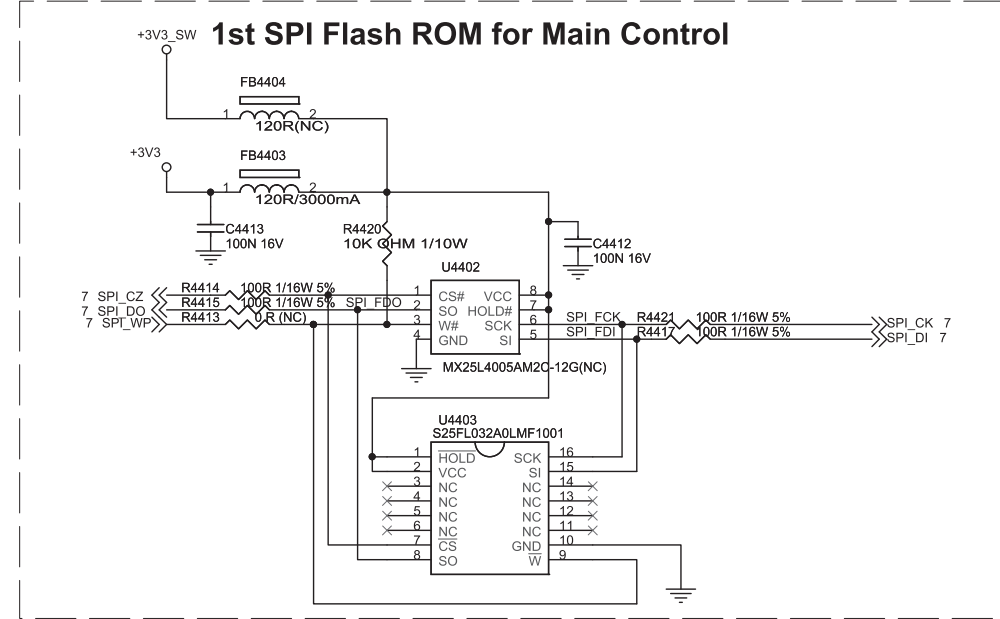 1st SPI Flash ROM for Main Control
+3V3_SW
FB4404
1 2
120R(NC)
+3V3
FB4403
1 2
120R/3000mA
C4413
100N 16V
R4420
10K OHM 1/10W
C4412
100N 16V
U4402
7 SPI_CZ R4414 100R 1/16W 5% 1 CS# VCC 8
7 SPI_DO R4415 100R 1/16W 5% SPI_FDO 2 SO HOLD# 7
7 SPI_WP R4413 0 R (NC) 3 W# SCK 6 SPI_FCK R4421 100R 1/16W 5% SPI_CK 7
4 GND SI 5 SPI_FDI R4417 100R 1/16W 5% SPI_DI 7
MX25L4005AM2C-12G(NC)
U4403
S25FL032A0LMF1001
1 HOLD SCK 16
2 VCC SI 15
3 NC NC 14
4 NC NC 13
5 NC NC 12
6 NC NC 11
7 CS GND 10
8 SO W 9